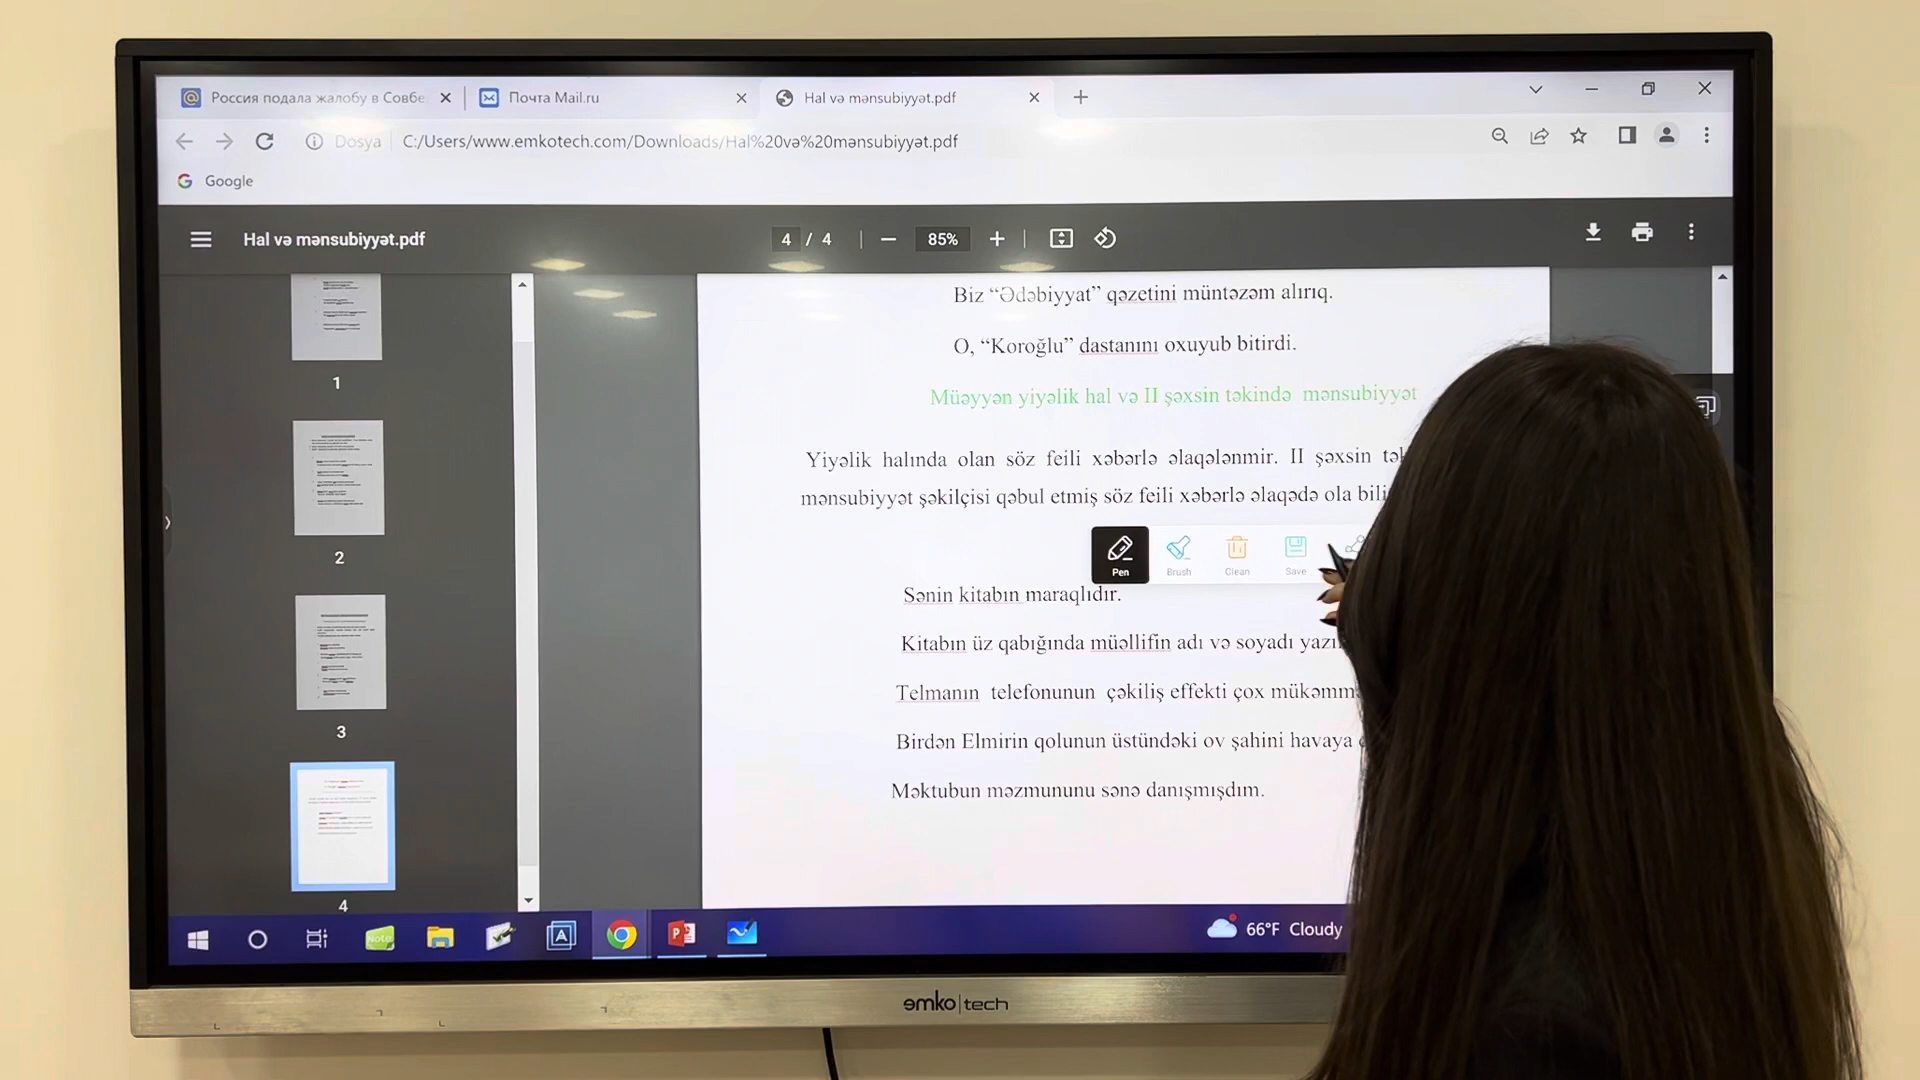 Россия подала жалобу в Совбе
Почта Mail.ru
Hal və mənsubiyyət.pdf
Dosya
C:/Users/www.emkotech.com/Downloads/Hal%20və%20mənsubiyyət.pdf
Google
Hal və mənsubiyyət.pdf
4 / 4
85%
1
2
3
4
Biz “Ədəbiyyat” qəzetini müntəzəm alırıq.
O, “Koroğlu” dastanını oxuyub bitirdi.
Müəyyən yiyəlik hal və II şəxsin təkində mənsubiyyət
Yiyəlik halında olan söz feili xəbərlə əlaqələnmir. II şəxsin
mənsubiyyət şəkilçisi qəbul etmiş söz feili xəbərlə əlaqədə ola
Pen
Brush
Clean
Save
Sənin kitabın maraqlıdır.
Kitabın üz qabığında müəllifin adı və soyadı
Telmanın telefonunun çəkiliş effekti çox
Birdən Elmirin qolunun üstündəki ov şahini havaya
Məktubun məzmununu sənə danışmışdım.
Note
A
P
66°F Cloudy
emko|tech